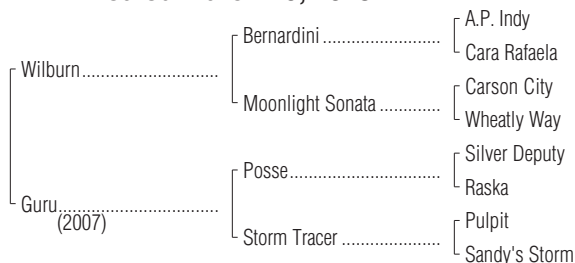 A.P. Indy
Bernardini
Cara Rafaela
Wilburn
Carson City
Moonlight Sonata
Wheatly Way
Silver Deputy
Posse
Raska
Guru
(2007)
Pulpit
Storm Tracer
Sandy's Storm